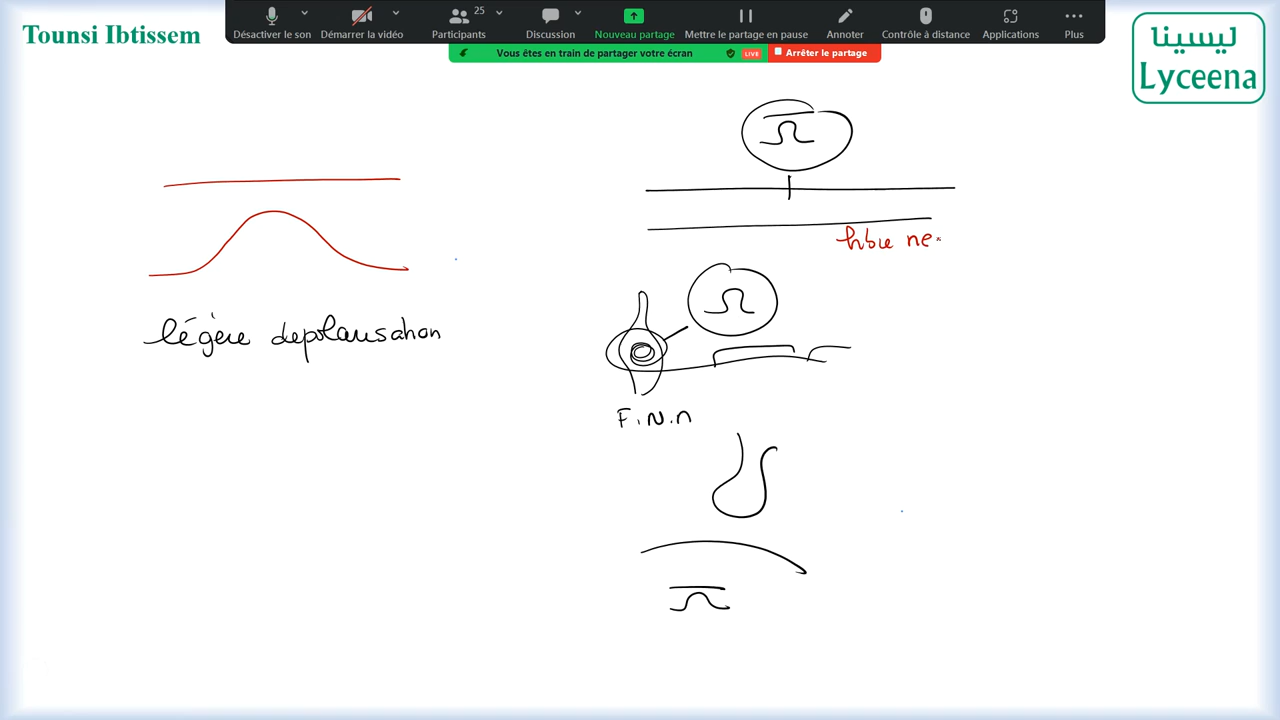 Tounsi Ibtissem
25
Désactiver le son Démarrer la vidéo Participants Discussion Nouveau partage Mettre le partage en pause Annoter Contrôle à distance Applications Plus
Vous êtes en train de partager votre écran LIVE Arrêter le partage
ليسينا
Lyceena
légère depolarisation
F.N.n